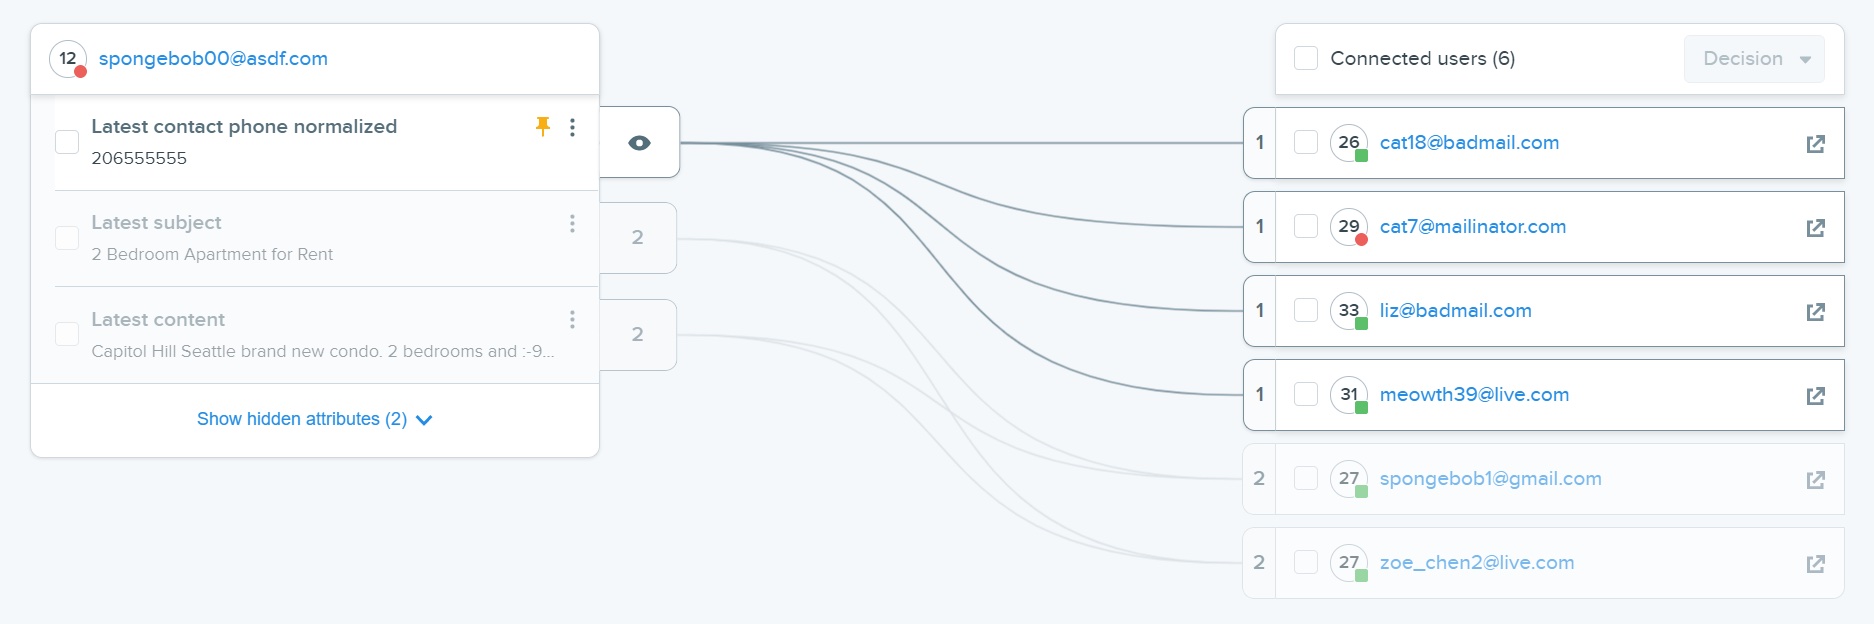 12 spongebob00@asdf.com
Latest contact phone normalized
206555555
Latest subject
2 Bedroom Apartment for Rent
2
Latest content
Capitol Hill Seattle brand new condo. 2 bedrooms and :-9...
2
Show hidden attributes (2)
Connected users (6) Decision
1 26 cat18@badmail.com
1 29 cat7@mailinator.com
1 33 liz@badmail.com
1 31 meowth39@live.com
2 27 spongebob1@gmail.com
2 27 zoe_chen2@live.com